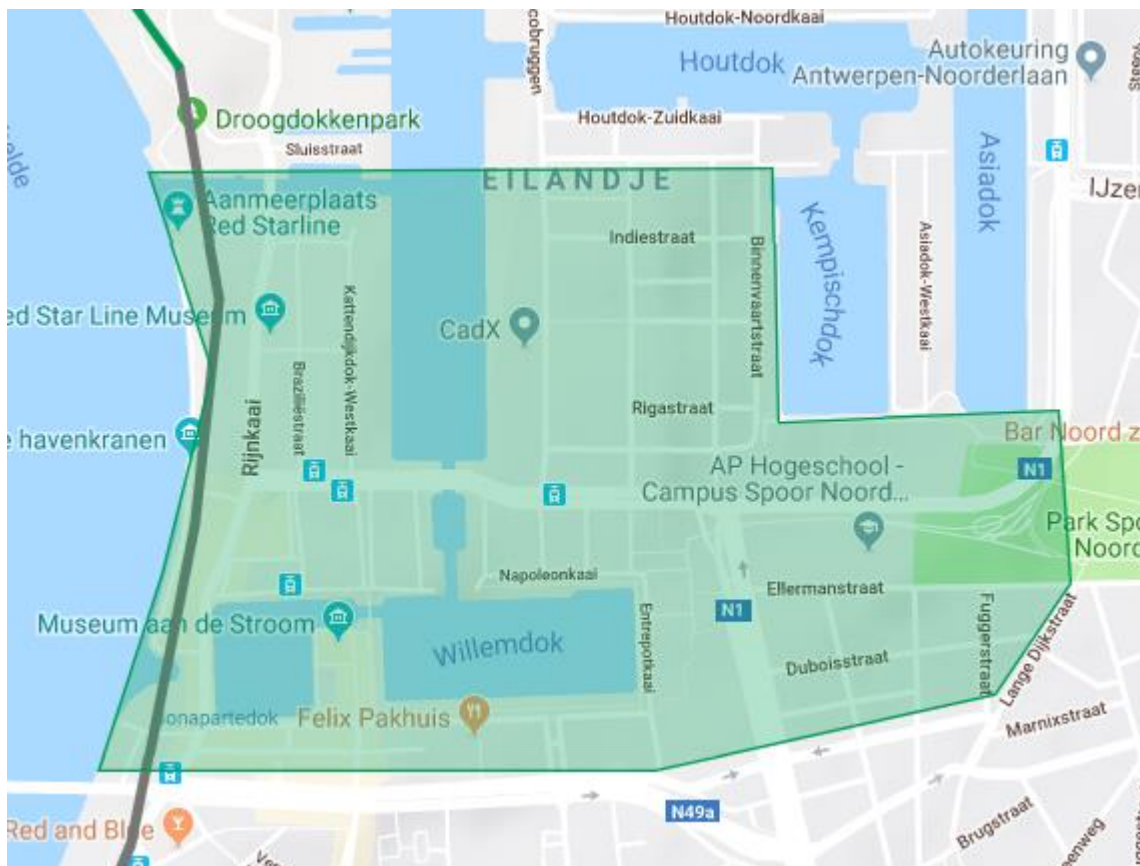 Houtdok-Noordkaai
cobruggen
Autokeuring
Antwerpen-Noorderlaan
Houtdok
Droogdokkenpark
Houtdok-Zuidkaai
Sluisstraat
Asiadok
EILANDJE
IJzer
Aanmeerplaats
Red Starline
Kempischdok
Indiestraat
Binnenvaartstraat
Asiadok-Westkaai
ed Star Line Museum
Kattendijkdok-Westkaai
CadX
Braziliëstraat
Rijnkaai
Rigastraat
e havenkranen
Bar Noord z
AP Hogeschool -
Campus Spoor Noord...
N1
Park Spo
Noord
Napoleonkaai
Ellermanstraat
N1
Entrepotkaai
Fuggerstraat
Lange Dijkstraat
Museum aan de Stroom
Willemdok
Duboisstraat
Bonapartedok
Felix Pakhuis
Marnixstraat
N49a
Red and Blue
Brugstraat